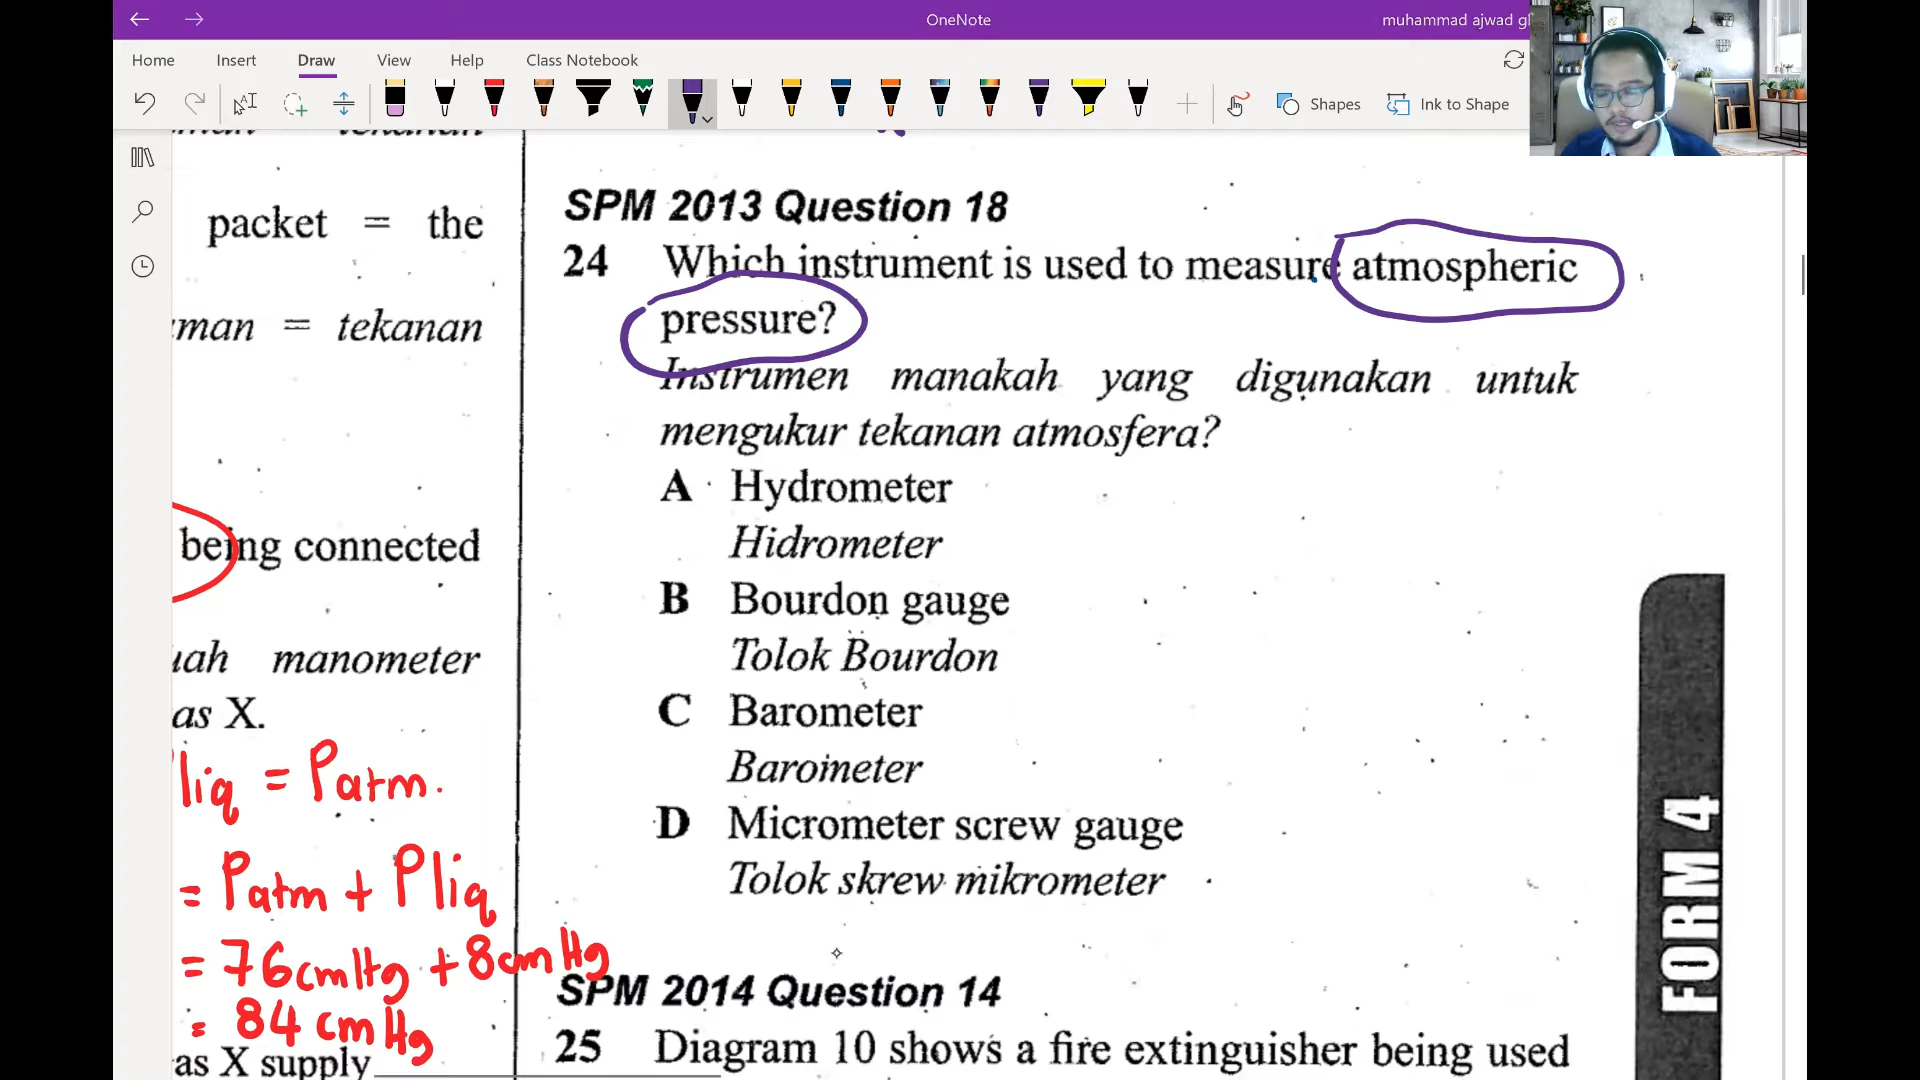 OneNote
muhammad ajwad gh
Home Insert Draw View Help Class Notebook
Shapes Ink to Shape
packet = the
man = tekanan
being connected
uah manometer
as X.
Pliq = Patm.
= Patm + Pliq
= 76cmHg + 8cmHg
= 84 cmHg
as X supply
SPM 2013 Question 18
24 Which instrument is used to measure atmospheric
pressure?
Instrumen manakah yang digunakan untuk
mengukur tekanan atmosfera?
A Hydrometer
Hidrometer
B Bourdon gauge
Tolok Bourdon
C Barometer
Barometer
D Micrometer screw gauge
Tolok skrew mikrometer
SPM 2014 Question 14
25 Diagram 10 shows a fire extinguisher being used
FORM 4